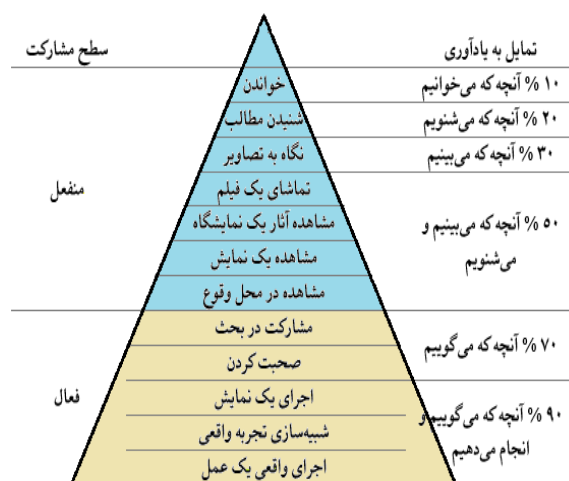 تمایل به یادآوری
سطح مشارکت
۱۰ % آنچه که می‌خوانیم
خواندن
۲۰ % آنچه که می‌شنویم
شنیدن مطالب
۳۰ % آنچه که می‌بینیم
نگاه به تصاویر
۵۰ % آنچه که می‌بینیم و
می‌شنویم
تماشای یک فیلم
مشاهده آثار یک نمایشگاه
مشاهده یک نمایش
مشاهده در محل وقوع
منفعل
۷۰ % آنچه که می‌گوییم
مشارکت در بحث
صحبت کردن
۹۰ % آنچه که می‌گوییم و
انجام می‌دهیم
اجرای یک نمایش
شبیه‌سازی تجربه واقعی
اجرای واقعی یک عمل
فعال